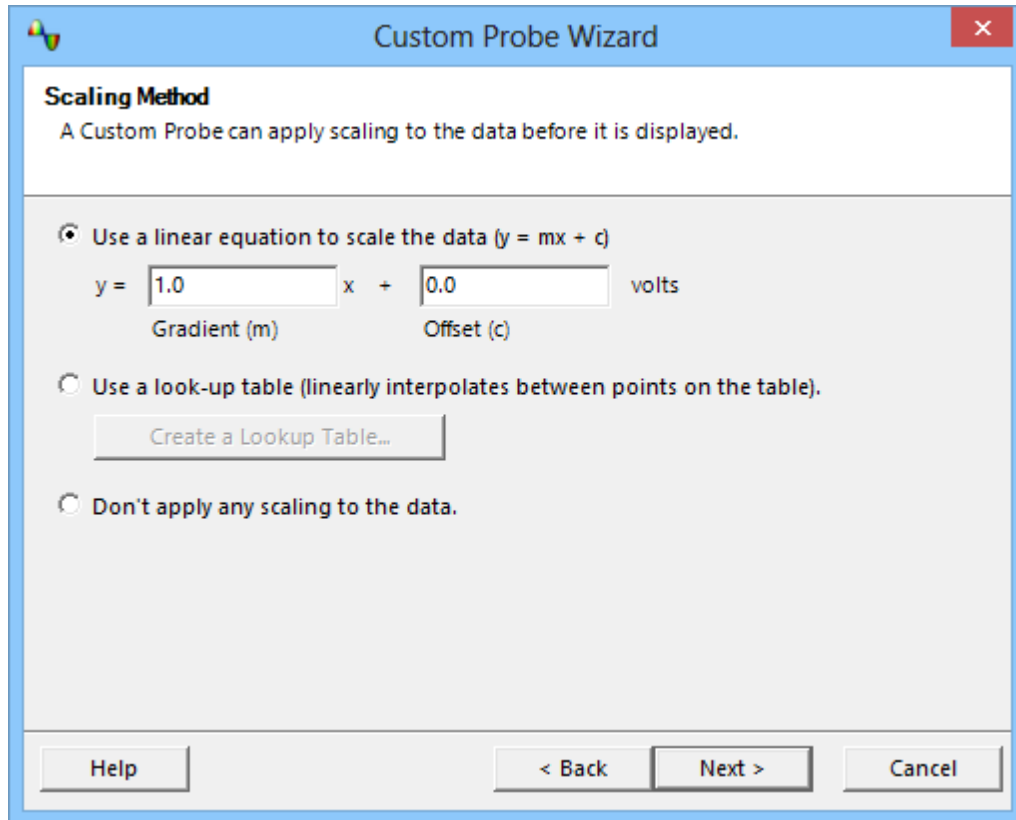 Custom Probe Wizard
Scaling Method
A Custom Probe can apply scaling to the data before it is displayed.
Use a linear equation to scale the data (y = mx + c)
y = 1.0 x + 0.0 volts
Gradient (m) Offset (c)
Use a look-up table (linearly interpolates between points on the table).
Create a Lookup Table...
Don't apply any scaling to the data.
Help < Back Next > Cancel